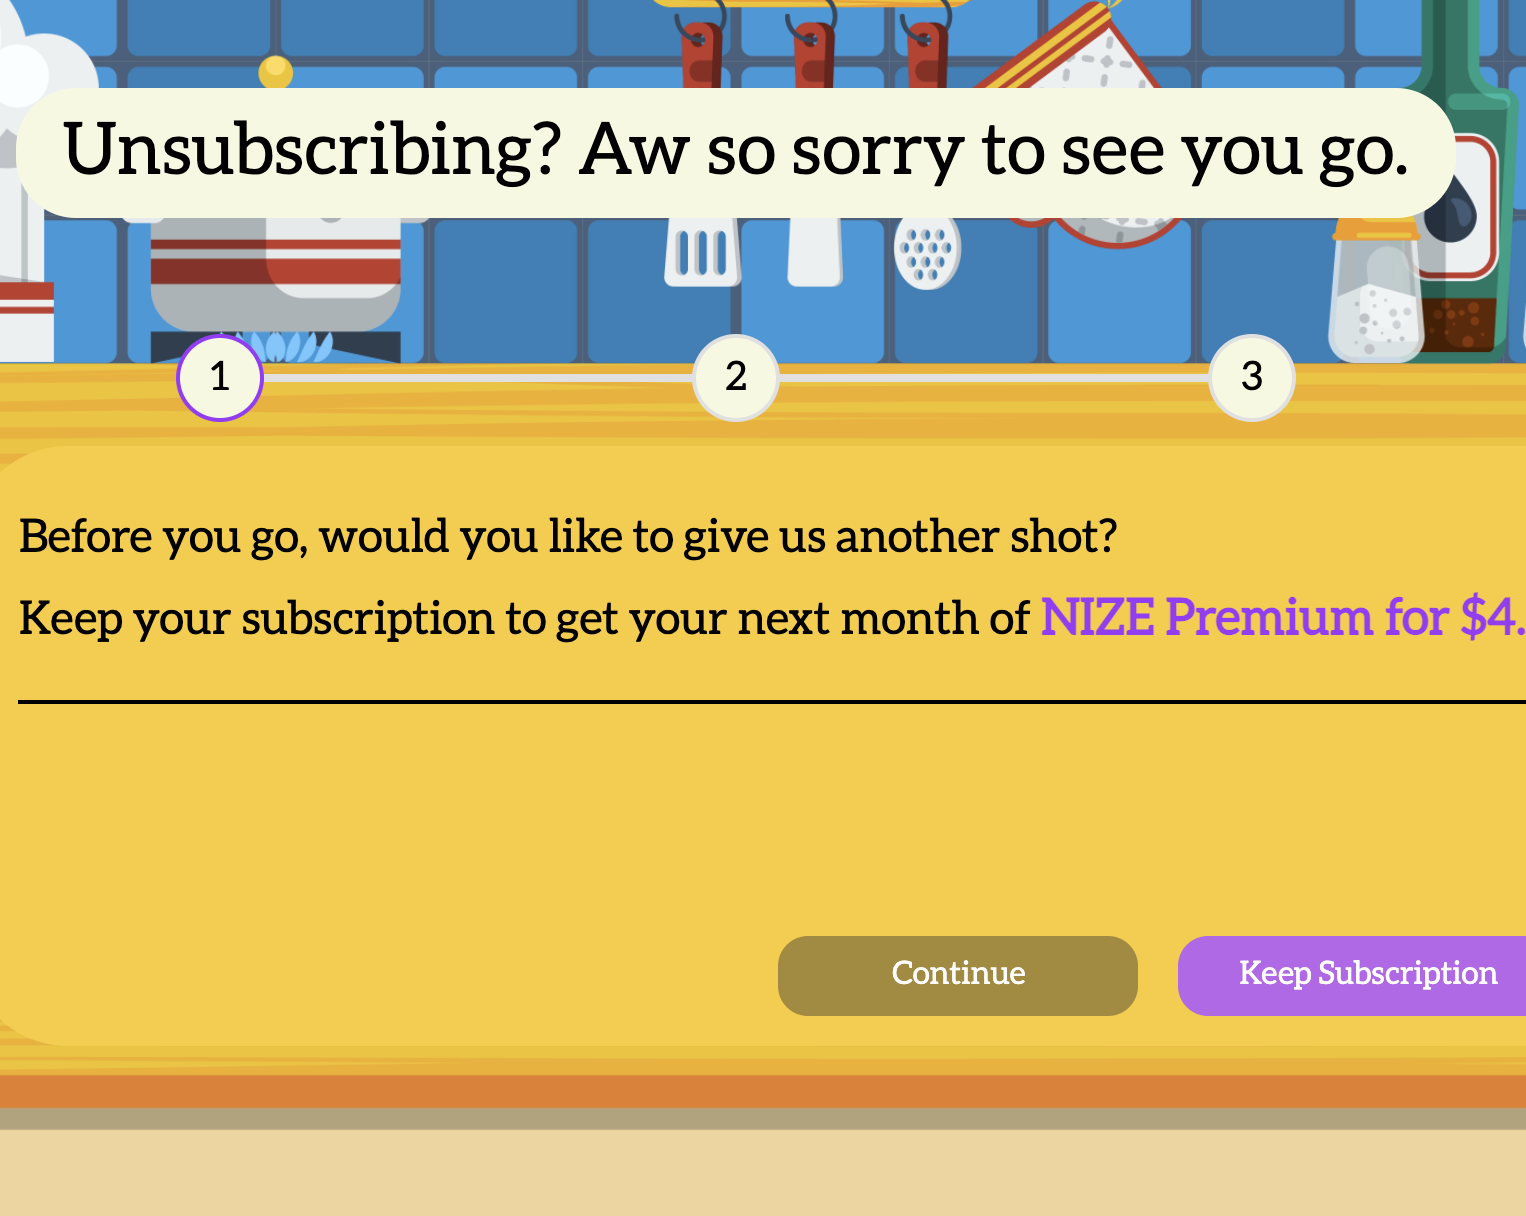 Unsubscribing? Aw so sorry to see you go.
1 2 3
Before you go, would you like to give us another shot?
Keep your subscription to get your next month of NIZE Premium for $4.
Continue Keep Subscription